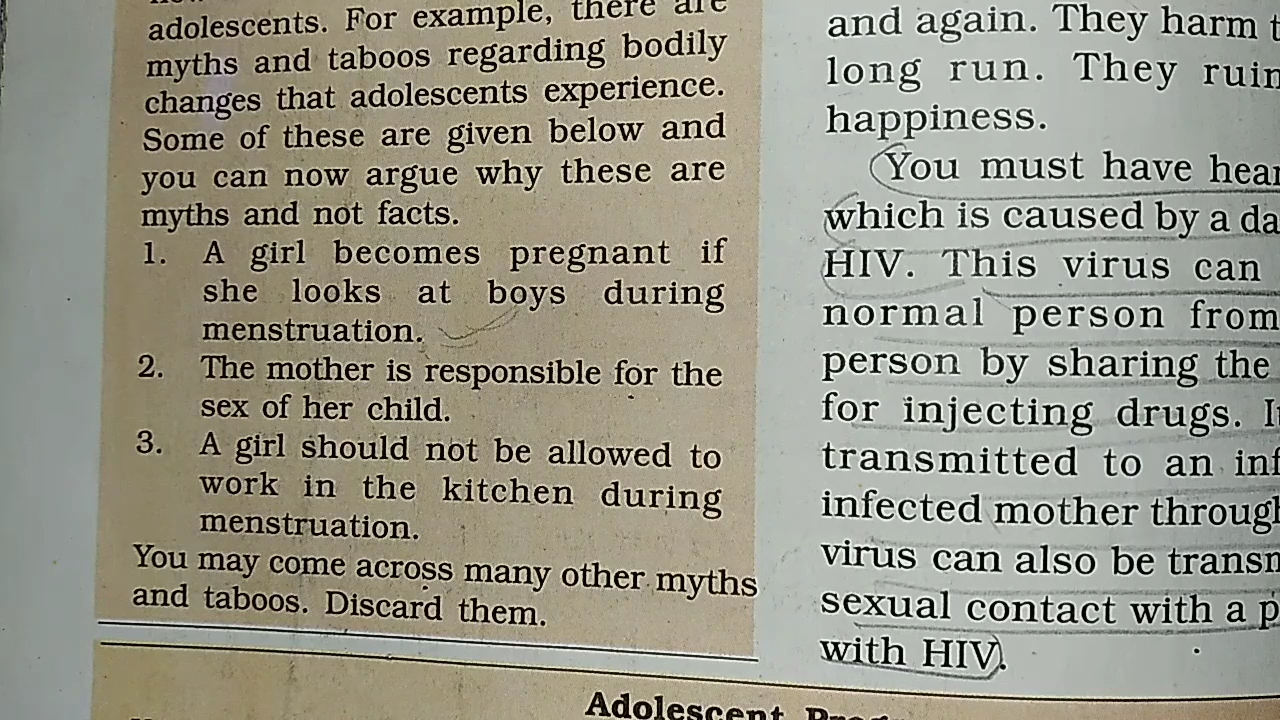 adolescents. For example, there are
myths and taboos regarding bodily
changes that adolescents experience.
Some of these are given below and
you can now argue why these are
myths and not facts.
1. A girl becomes pregnant if
she looks at boys during
menstruation.
2. The mother is responsible for the
sex of her child.
3. A girl should not be allowed to
work in the kitchen during
menstruation.
You may come across many other myths
and taboos. Discard them.
and again. They harm
long run. They
happiness.
You must have
which is caused by a
HIV. This virus can
normal person from
person by sharing the
for injecting drugs.
transmitted to an
infected mother
virus can also be
sexual contact with a
with HIV.
Adolescent